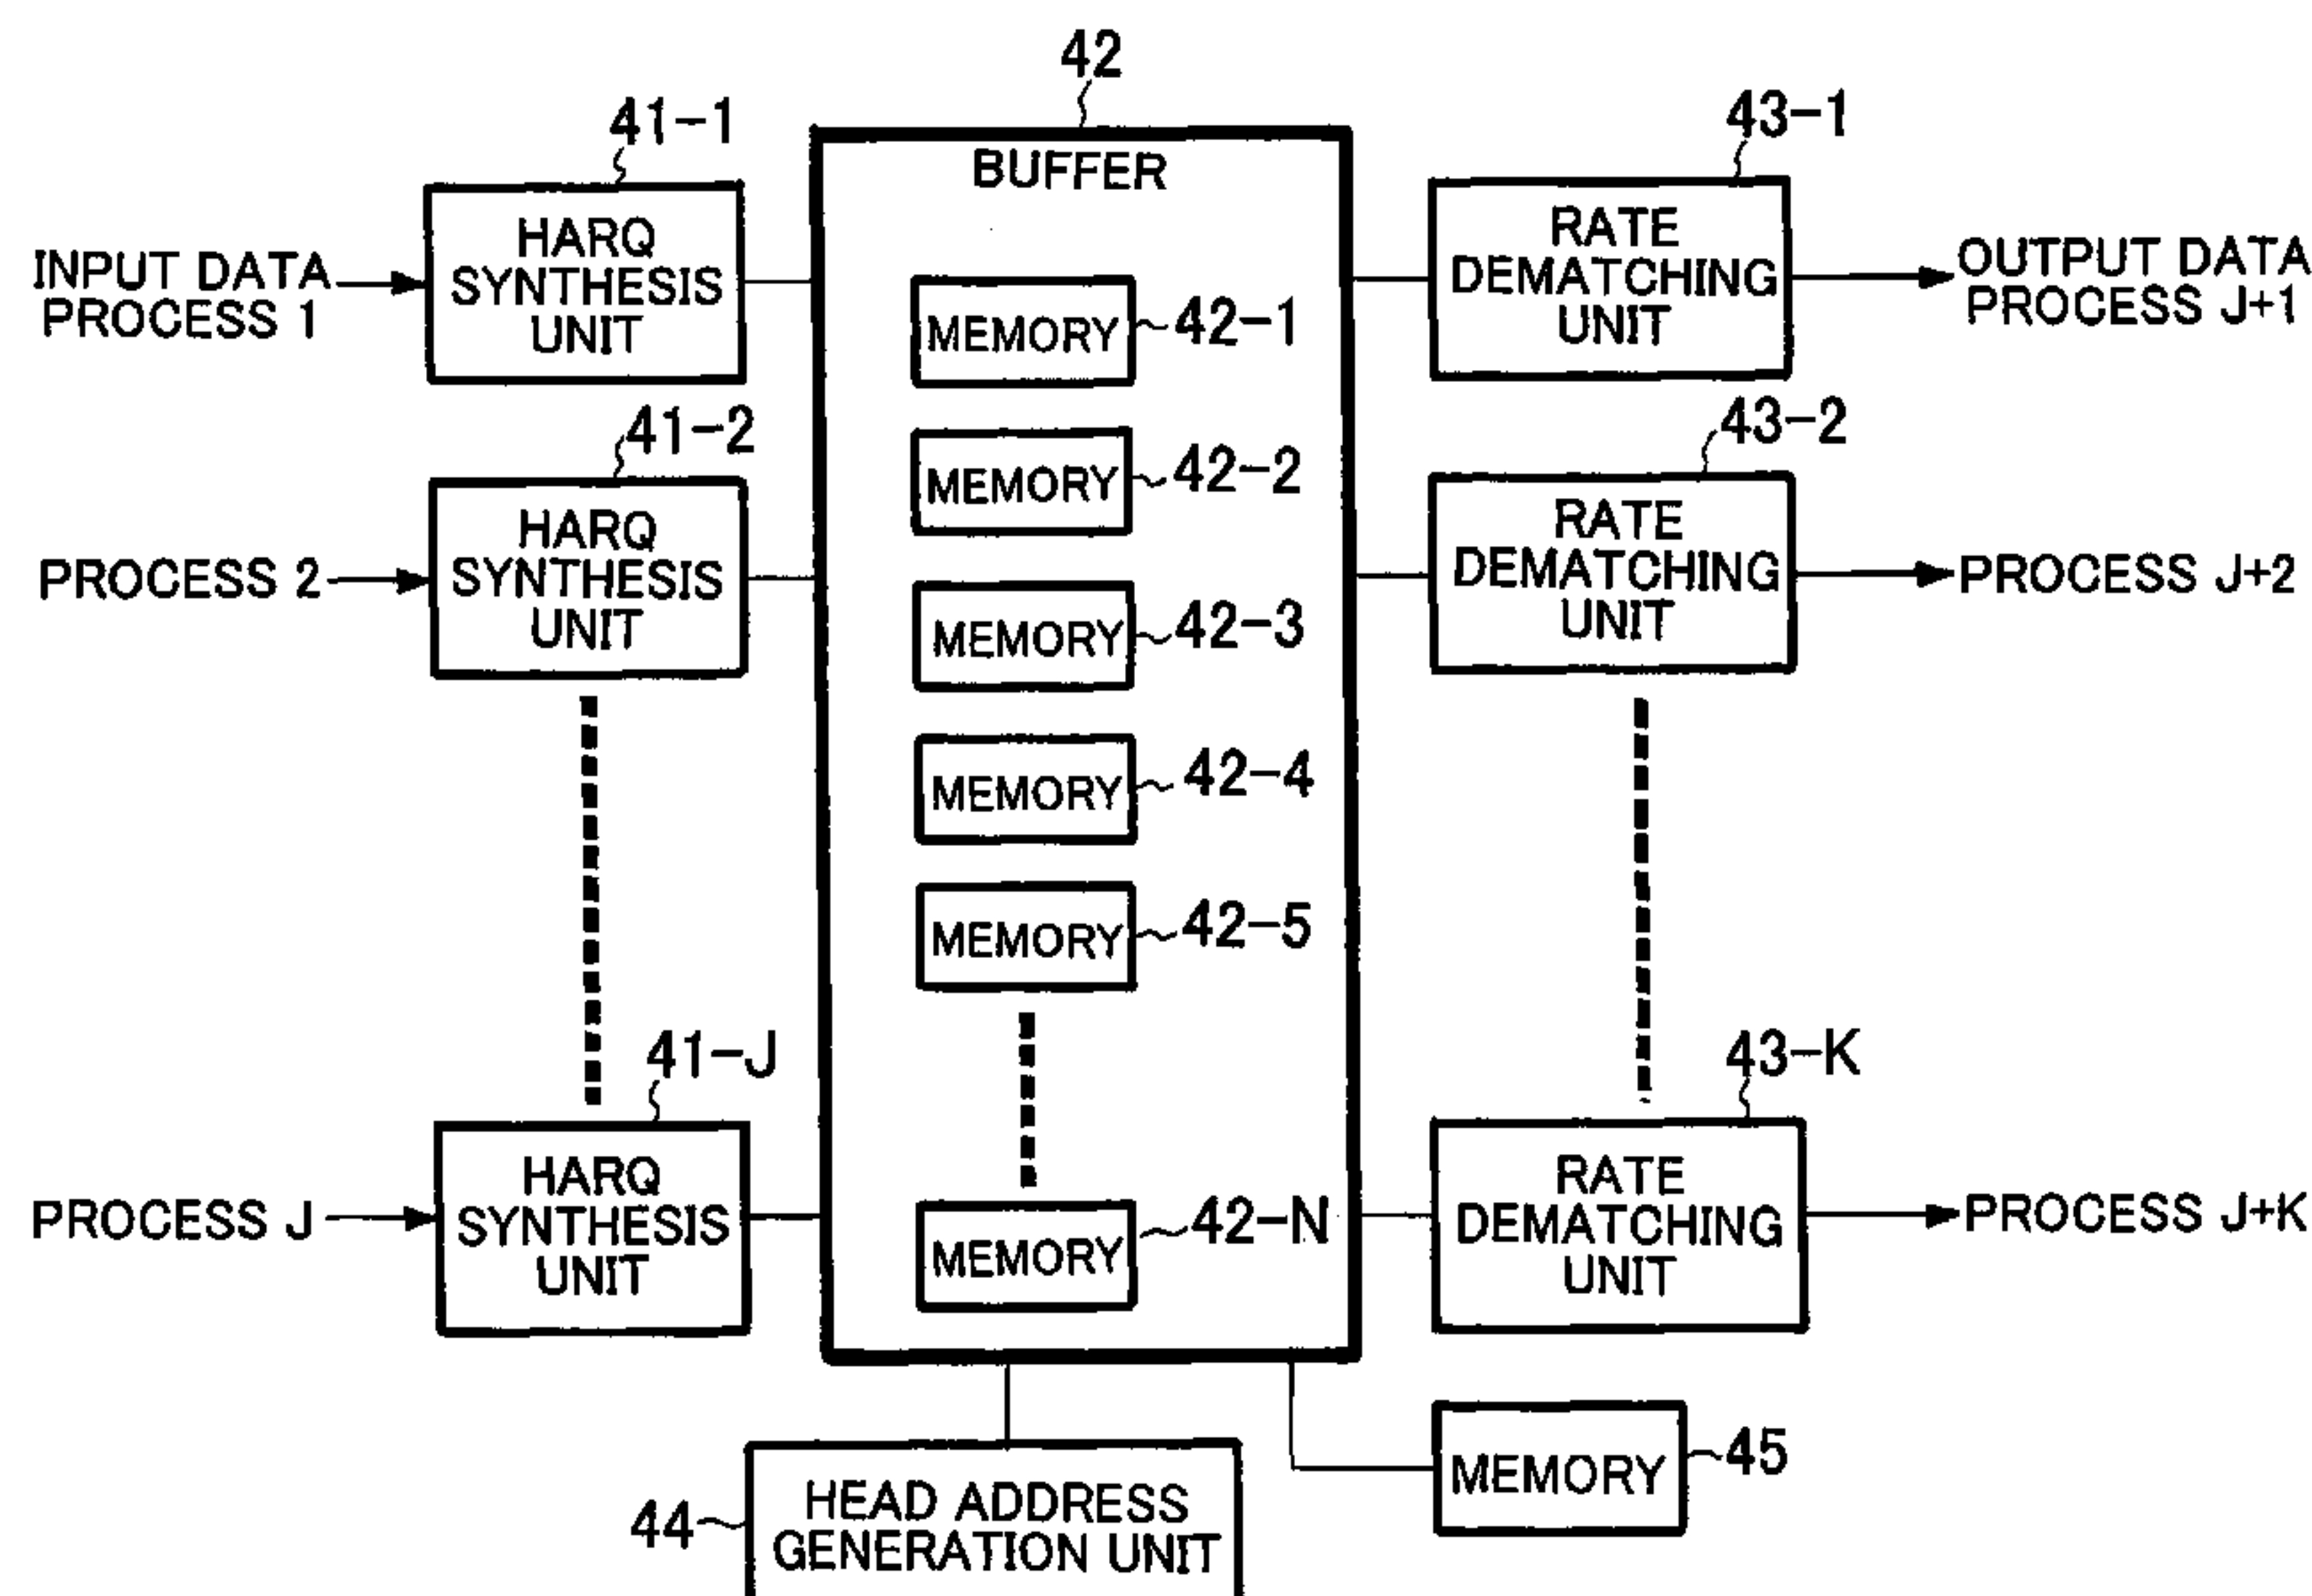 42
41-1
43-1
BUFFER
HARQ
SYNTHESIS
UNIT
RATE
DEMATCHING
UNIT
INPUT DATA
PROCESS 1
OUTPUT DATA
PROCESS J+1
MEMORY
42-1
41-2
43-2
MEMORY
42-2
HARQ
SYNTHESIS
UNIT
RATE
DEMATCHING
UNIT
PROCESS 2
PROCESS J+2
MEMORY
42-3
MEMORY
42-4
MEMORY
42-5
41-J
43-K
HARQ
SYNTHESIS
UNIT
RATE
DEMATCHING
UNIT
PROCESS J
PROCESS J+K
MEMORY
42-N
MEMORY
45
44
HEAD ADDRESS
GENERATION UNIT